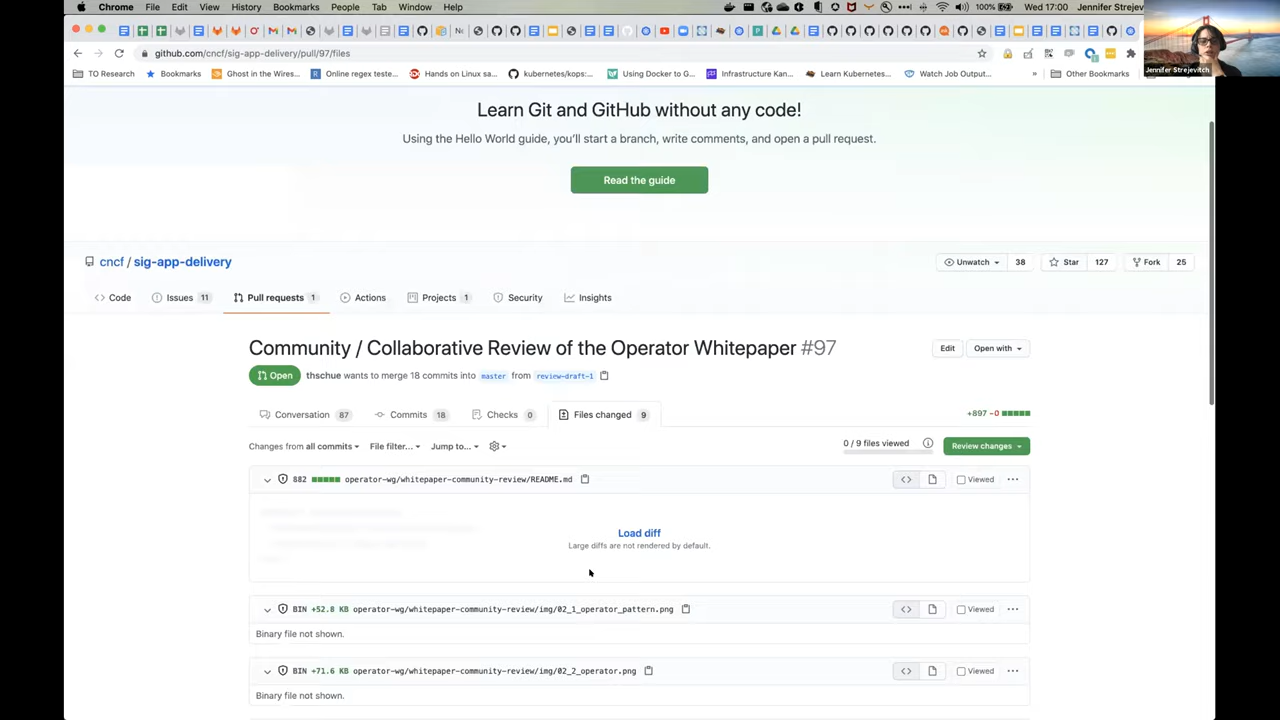 Chrome File Edit View History Bookmarks People Tab Window Help 100% Wed 17:00 Jennifer Strejev
github.com/cncf/sig-app-delivery/pull/97/files
TO Research Bookmarks Ghost in the Wires... Online regex teste... Hands on Linux sa... kubernetes/kops:... Using Docker to G... Infrastructure Kan... Learn Kubernetes... Watch Job Output... » Other Bookmarks
Jennifer Strejevitch
Learn Git and GitHub without any code!
Using the Hello World guide, you'll start a branch, write comments, and open a pull request.
Read the guide
cncf / sig-app-delivery
Unwatch 38 Star 127 Fork 25
Code Issues 11 Pull requests 1 Actions Projects 1 Security Insights
Community / Collaborative Review of the Operator Whitepaper #97
Edit Open with
Open thschue wants to merge 18 commits into master from review-draft-1
Conversation 87 Commits 18 Checks 0 Files changed 9
+897 −0
Changes from all commits File filter... Jump to...
0 / 9 files viewed Review changes
882 operator-wg/whitepaper-community-review/README.md Viewed
Load diff
Large diffs are not rendered by default.
BIN +52.8 KB operator-wg/whitepaper-community-review/img/02_1_operator_pattern.png Viewed
Binary file not shown.
BIN +71.6 KB operator-wg/whitepaper-community-review/img/02_2_operator.png Viewed
Binary file not shown.